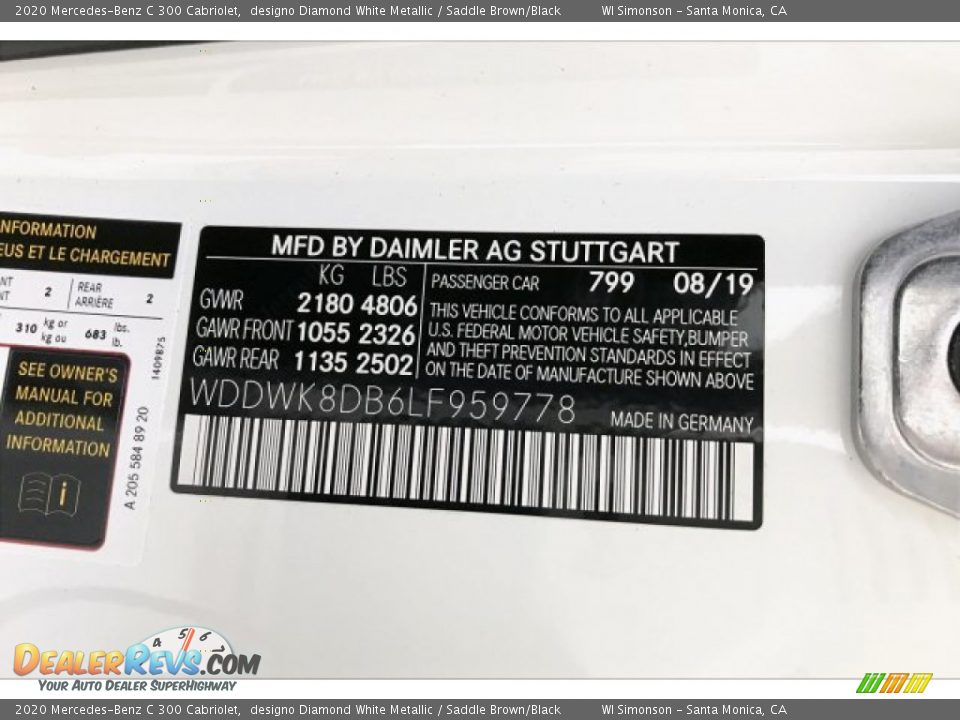 2020 Mercedes-Benz C 300 Cabriolet, designo Diamond White Metallic / Saddle Brown/Black WI Simonson - Santa Monica, CA
NFORMATION
EUS ET LE CHARGEMENT
NT
NT
2
REAR
ARRIÈRE
2
310 kg or
kg ou
683 lbs.
lb.
SEE OWNER'S
MANUAL FOR
ADDITIONAL
INFORMATION
i
1409875
A 205 584 89 20
MFD BY DAIMLER AG STUTTGART
KG LBS
GVWR 2180 4806
GAWR FRONT 1055 2326
GAWR REAR 1135 2502
PASSENGER CAR 799 08/19
THIS VEHICLE CONFORMS TO ALL APPLICABLE
U.S. FEDERAL MOTOR VEHICLE SAFETY,BUMPER
AND THEFT PREVENTION STANDARDS IN EFFECT
ON THE DATE OF MANUFACTURE SHOWN ABOVE
WDDWK8DB6LF959778
MADE IN GERMANY
4 5 6 7
DEALERREVS.COM
YOUR AUTO DEALER SUPERHIGHWAY
2020 Mercedes-Benz C 300 Cabriolet, designo Diamond White Metallic / Saddle Brown/Black WI Simonson - Santa Monica, CA